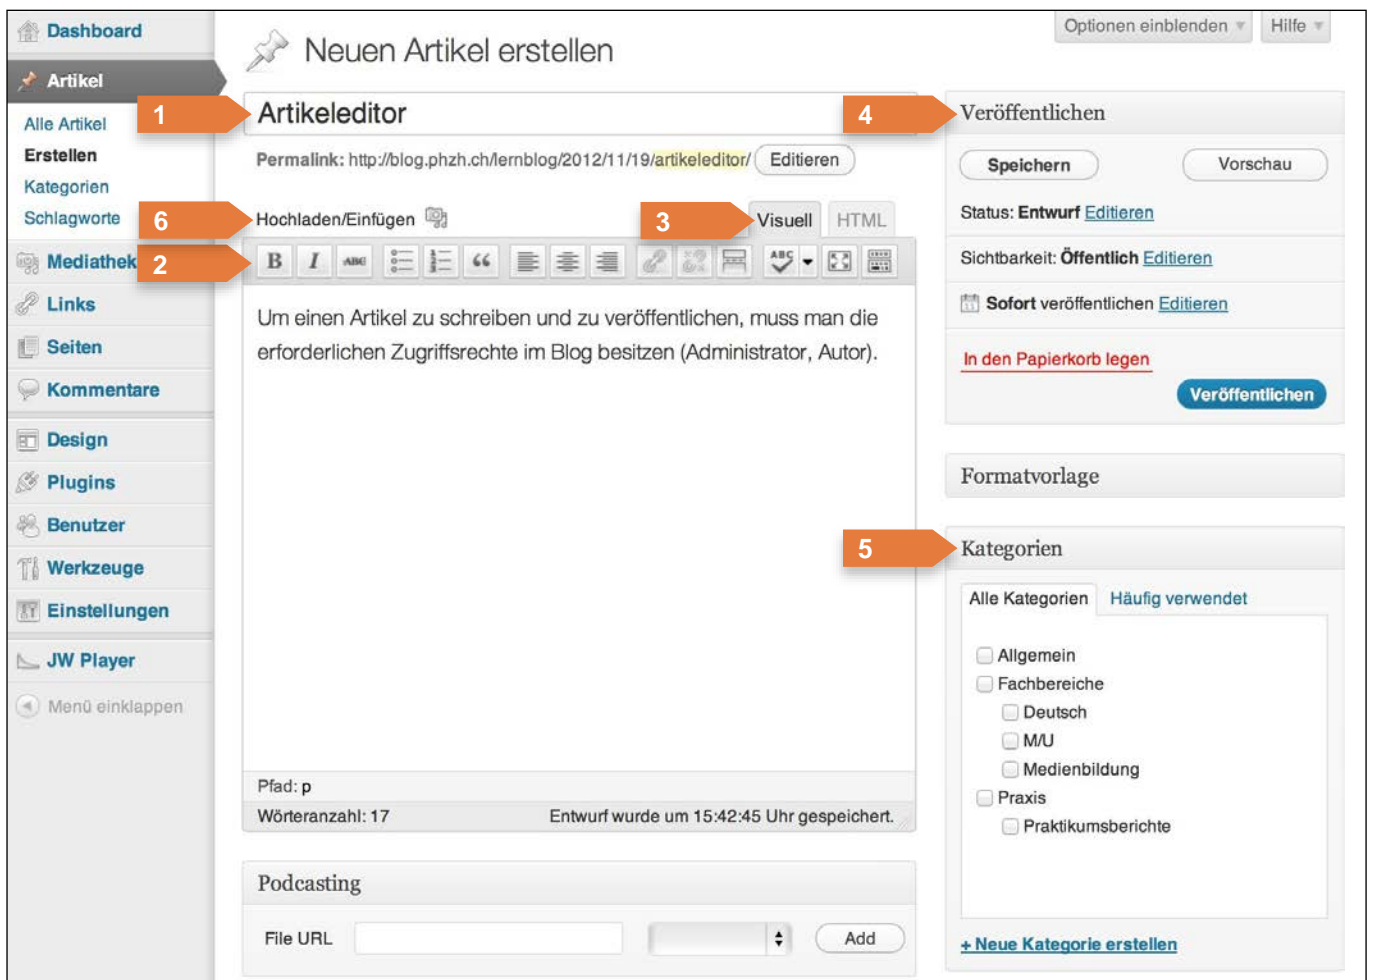 Dashboard
Artikel
Alle Artikel
Erstellen
Kategorien
Schlagworte
Mediathek
Links
Seiten
Kommentare
Design
Plugins
Benutzer
Werkzeuge
Einstellungen
JW Player
Menü einklappen
Optionen einblenden
Hilfe
Neuen Artikel erstellen
1
Artikeleditor
Permalink: http://blog.phzh.ch/lernblog/2012/11/19/artikeleditor/ Editieren
6
Hochladen/Einfügen
3
Visuell
HTML
2
B I ABC ABC
Um einen Artikel zu schreiben und zu veröffentlichen, muss man die
erforderlichen Zugriffsrechte im Blog besitzen (Administrator, Autor).
Pfad: p
Wörteranzahl: 17
Entwurf wurde um 15:42:45 Uhr gespeichert.
Podcasting
File URL
Add
4
Veröffentlichen
Speichern
Vorschau
Status: Entwurf Editieren
Sichtbarkeit: Öffentlich Editieren
Sofort veröffentlichen Editieren
In den Papierkorb legen
Veröffentlichen
Formatvorlage
5
Kategorien
Alle Kategorien
Häufig verwendet
Allgemein
Fachbereiche
Deutsch
M/U
Medienbildung
Praxis
Praktikumsberichte
+ Neue Kategorie erstellen